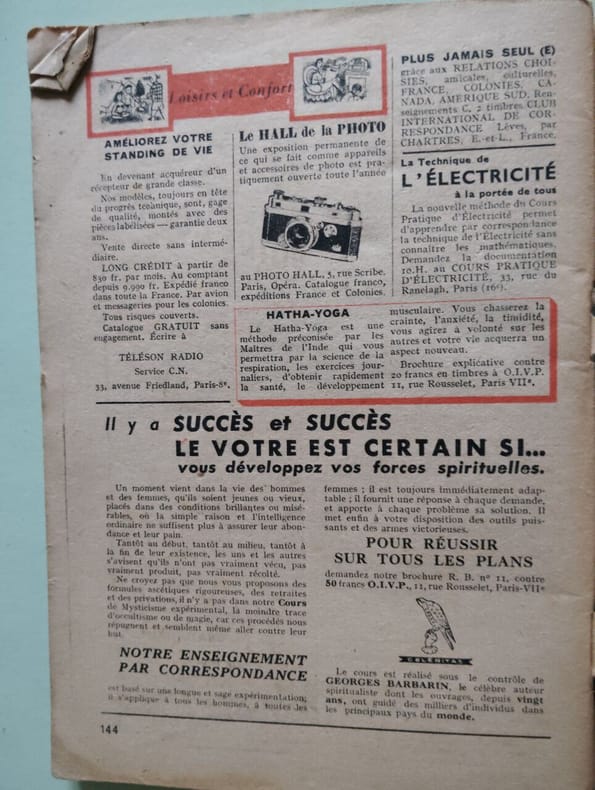 Loisirs et Confort
AMÉLIOREZ VOTRE
STANDING DE VIE
En devenant acquéreur d'un
récepteur de grande classe.
Nos modèles, toujours en tête
du progrès technique, sont, gage
de qualité, montés avec des
pièces labélisées — garantie deux
ans.
Vente directe sans intermé-
diaire.
LONG CRÉDIT à partir de
830 fr. par mois. Au comptant
depuis 9.990 fr. Expédié franco
dans toute la France. Par avion
et messageries pour les colonies.
Tous risques couverts.
Catalogue GRATUIT sans
engagement. Écrire à
TÉLÉSON RADIO
Service C.N.
33, avenue Friedland, Paris-8e.
Le HALL de la PHOTO
Une exposition permanente de
ce qui se fait comme appareils
et accessoires de photo est pra-
tiquement ouverte toute l'année
au PHOTO HALL, 5, rue Scribe.
Paris, Opéra. Catalogue franco,
expéditions France et Colonies.
PLUS JAMAIS SEUL (E)
grâce aux RELATIONS CHOI-
SIES, amicales, culturelles,
FRANCE, COLONIES, CA-
NADA, AMERIQUE SUD, Ren-
seignements C. 2 timbres CLUB
INTERNATIONAL DE COR-
RESPONDANCE Lèves, par
CHARTRES, E.-et-L., France.
La Technique de
L'ÉLECTRICITÉ
à la portée de tous
La nouvelle méthode du Cours
Pratique d'Électricité permet
d'apprendre par correspondance
la technique de l'Électricité sans
connaître les mathématiques.
Demandez la documentation
10.H. au COURS PRATIQUE
D'ÉLECTRICITÉ, 33, rue du
Ranelagh, Paris (16e).
HATHA-YOGA
Le Hatha-Yoga est une
méthode préconisée par les
Maîtres de l'Inde qui vous
permettra par la science de la
respiration, les exercices jour-
naliers, d'obtenir rapidement
la santé, le développement
musculaire. Vous chasserez la
crainte, l'anxiété, la timidité,
vous agirez à volonté sur les
autres et votre vie acquerra un
aspect nouveau.
Brochure explicative contre
20 francs en timbres à O.I.V.P.
11, rue Rousselet, Paris VIIe.
Il y a SUCCÈS et SUCCÈS
LE VOTRE EST CERTAIN SI...
vous développez vos forces spirituelles.
Un moment vient dans la vie des hommes
et des femmes, qu'ils soient jeunes ou vieux,
placés dans des conditions brillantes ou misé-
rables, où la simple raison et l'intelligence
ordinaire ne suffisent plus à assurer leur abon-
dance et leur pain.
Tantôt au début, tantôt au milieu, tantôt à
la fin de leur existence, les uns et les autres
s'avisent qu'ils n'ont pas vraiment vécu, pas
vraiment produit, pas vraiment récolté.
Ne croyez pas que nous vous proposons des
formules ascétiques rigoureuses, des retraites
et des privations, il n'y a pas dans notre Cours
de Mysticisme expérimental, la moindre trace
d'occultisme ou de magie, car ces procédés nous
répugnent et semblent même aller contre leur
but.
NOTRE ENSEIGNEMENT
PAR CORRESPONDANCE
est basé sur une longue et sage expérimentation;
il s'applique à tous les hommes, à toutes les
femmes ; il est toujours immédiatement adap-
table ; il fournit une réponse à chaque demande,
et apporte à chaque problème sa solution. Il
met enfin à votre disposition des outils puis-
sants et des armes victorieuses.
POUR RÉUSSIR
SUR TOUS LES PLANS
demandez notre brochure R. B. n° 11, contre
50 francs O.I.V.P., 11, rue Rousselet, Paris-VIIe
CELERITAS
Le cours est réalisé sous le contrôle de
GEORGES BARBARIN, le célèbre auteur
spiritualiste dont les ouvrages, depuis vingt
ans, ont guidé des milliers d'individus dans
les principaux pays du monde.
144